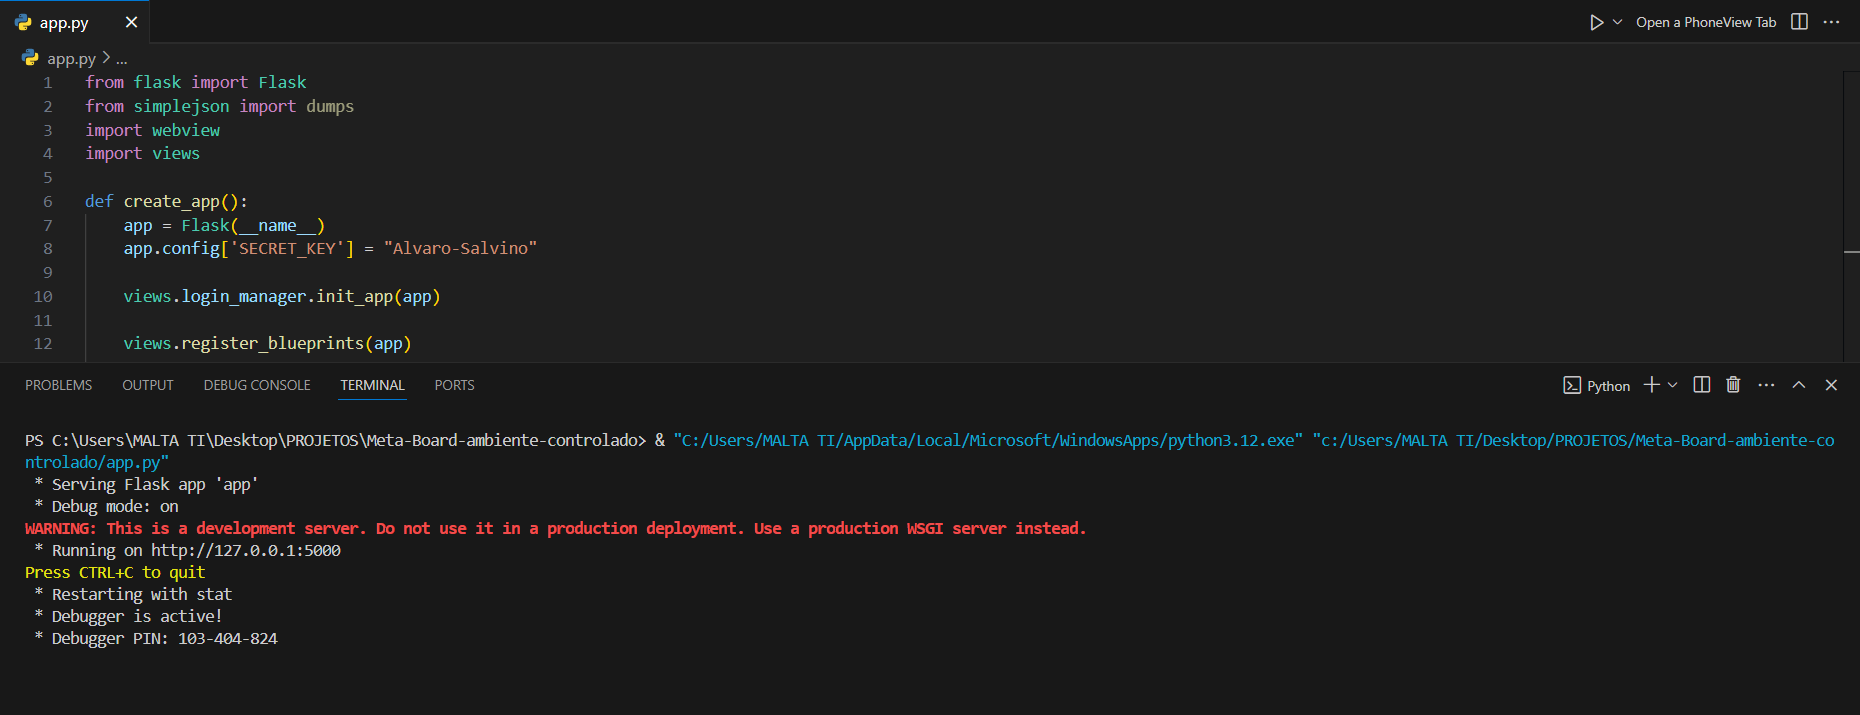 app.py
Open a PhoneView Tab
app.py > ...
1 from flask import Flask
2 from simplejson import dumps
3 import webview
4 import views
5
6 def create_app():
7 app = Flask(__name__)
8 app.config['SECRET_KEY'] = "Alvaro-Salvino"
9
10 views.login_manager.init_app(app)
11
12 views.register_blueprints(app)
PROBLEMS OUTPUT DEBUG CONSOLE TERMINAL PORTS
Python
PS C:\Users\MALTA TI\Desktop\PROJETOS\Meta-Board-ambiente-controlado> & "C:/Users/MALTA TI/AppData/Local/Microsoft/WindowsApps/python3.12.exe" "c:/Users/MALTA TI/Desktop/PROJETOS/Meta-Board-ambiente-co
ntrolado/app.py"
* Serving Flask app 'app'
* Debug mode: on
WARNING: This is a development server. Do not use it in a production deployment. Use a production WSGI server instead.
* Running on http://127.0.0.1:5000
Press CTRL+C to quit
* Restarting with stat
* Debugger is active!
* Debugger PIN: 103-404-824